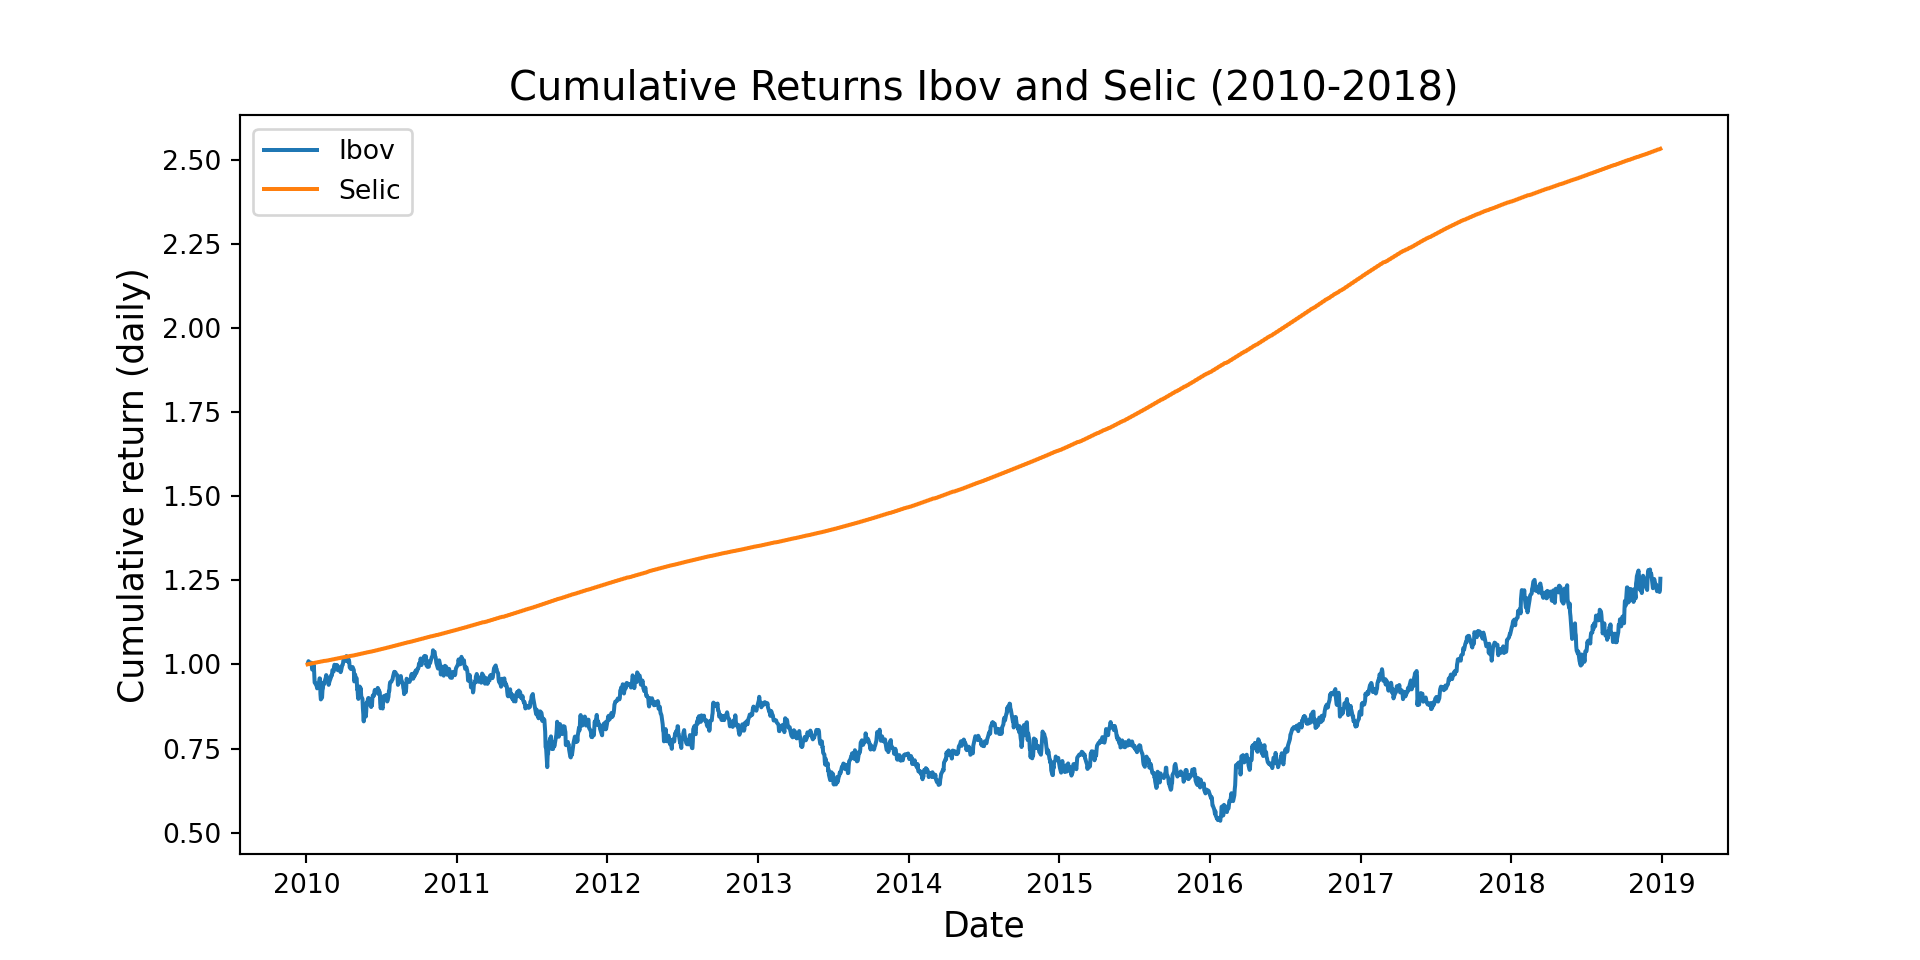 Cumulative Returns Ibov and Selic (2010-2018)
Ibov
Selic
Cumulative return (daily)
2.50
2.25
2.00
1.75
1.50
1.25
1.00
0.75
0.50
2010 2011 2012 2013 2014 2015 2016 2017 2018 2019
Date